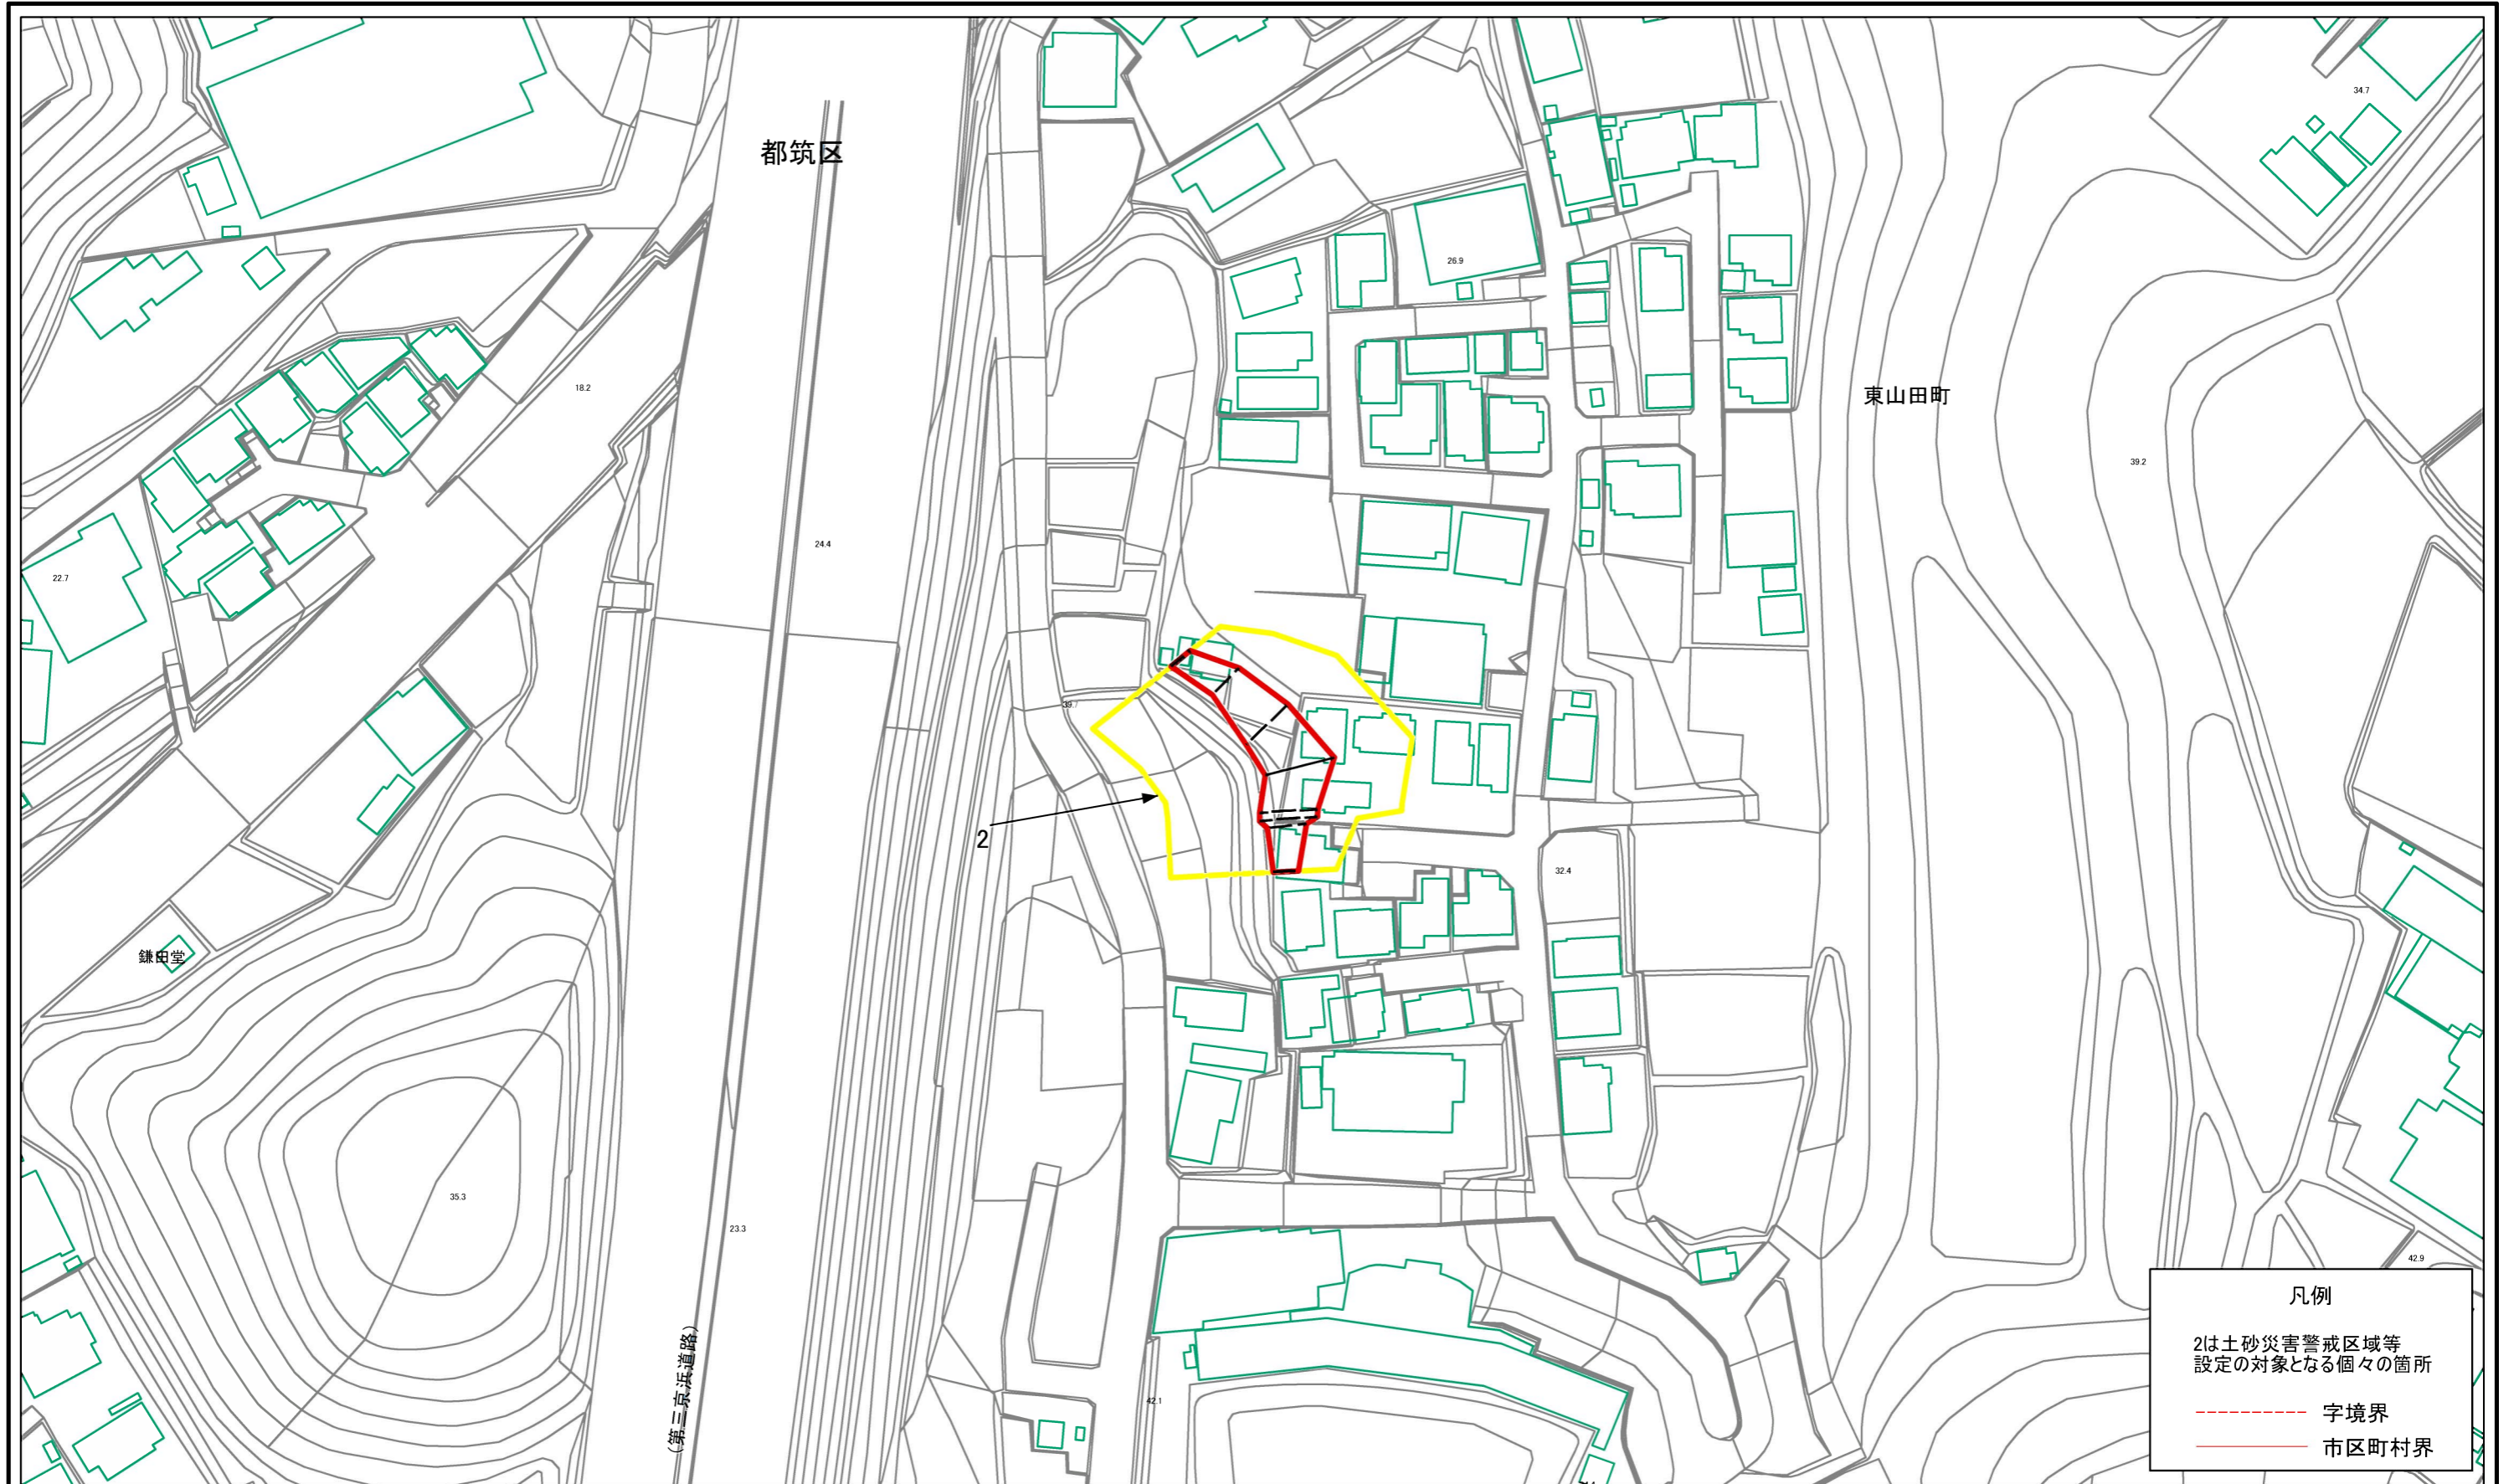 都筑区
34.7
26.9
18.2
東山田町
39.2
24.4
22.7
39.7
2
32.4
鎌田堂
35.3
23.3
42.9
(第三京浜道路)
42.1
凡例
2は土砂災害警戒区域等
設定の対象となる個々の箇所
字境界
市区町村界